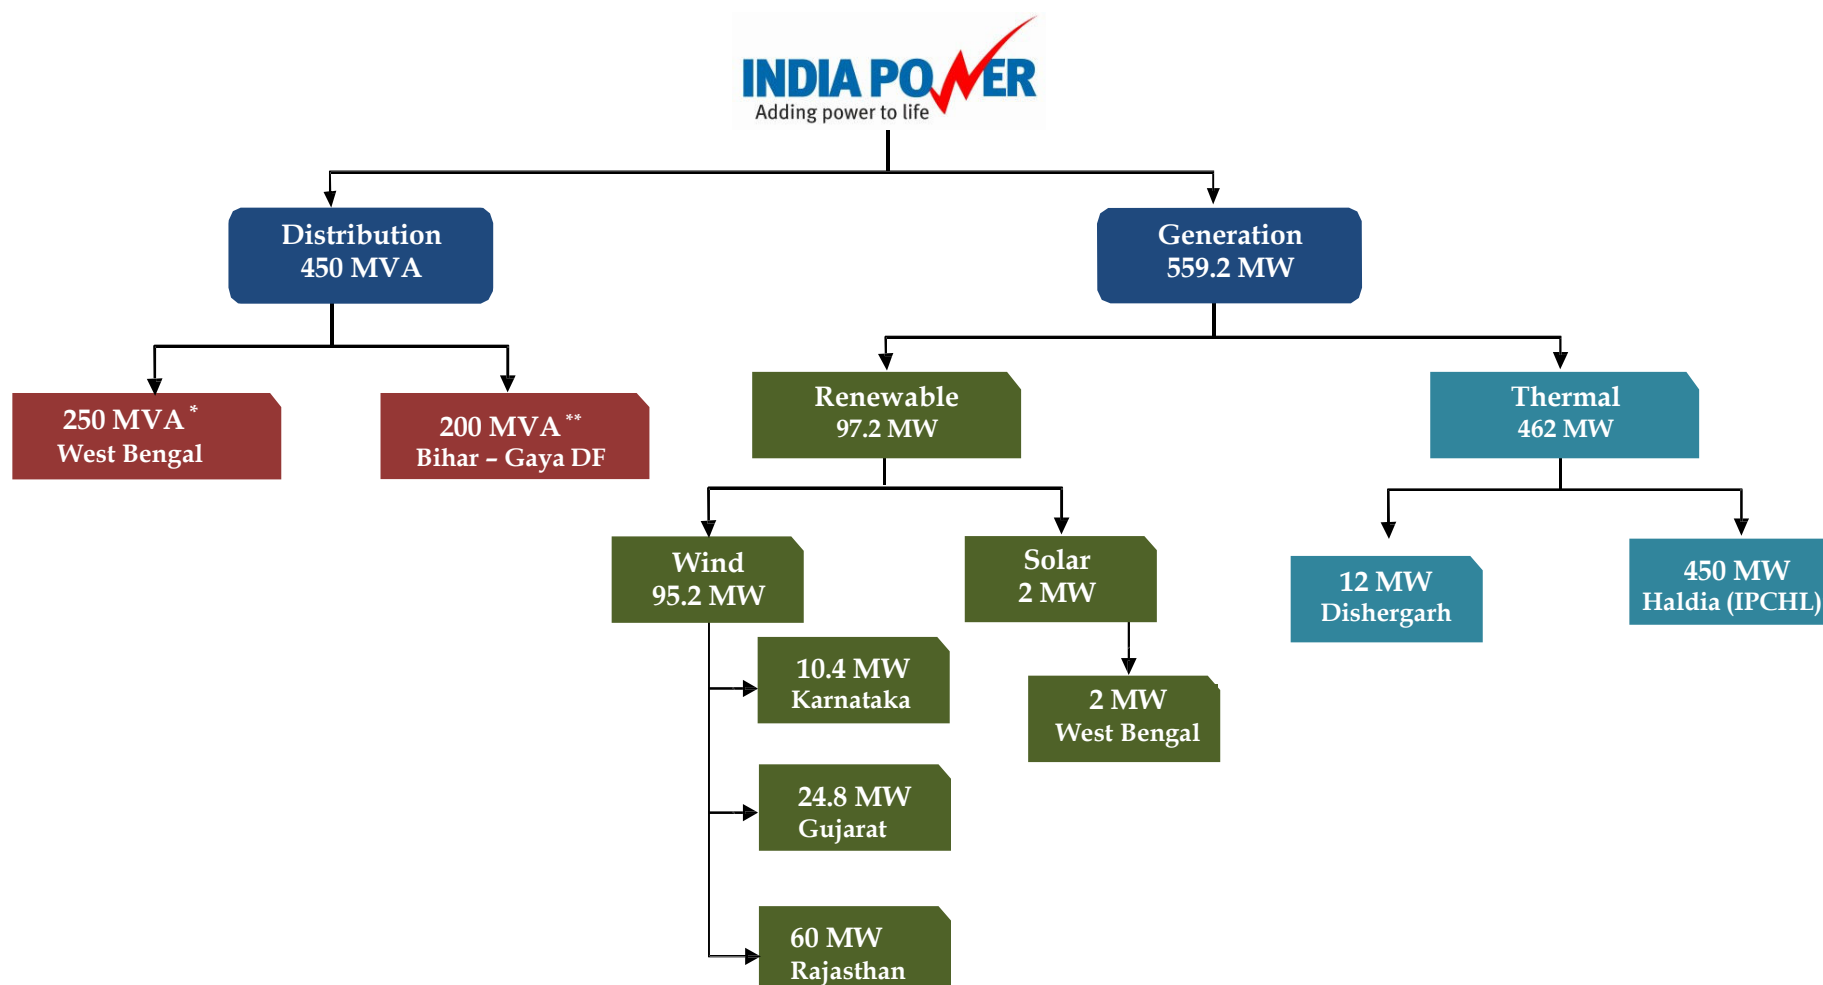 INDIA POWER
Adding power to life
Distribution
450 MVA
Generation
559.2 MW
250 MVA *
West Bengal
200 MVA **
Bihar – Gaya DF
Renewable
97.2 MW
Thermal
462 MW
Wind
95.2 MW
Solar
2 MW
12 MW
Dishergarh
450 MW
Haldia (IPCHL)
10.4 MW
Karnataka
2 MW
West Bengal
24.8 MW
Gujarat
60 MW
Rajasthan